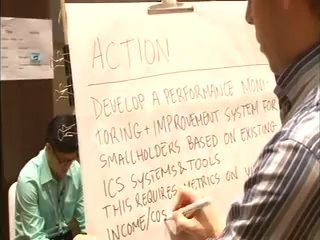 ACTION
DEVELOP A PERFORMANCE MONI-
TORING + IMPROVEMENT SYSTEM FOR
SMALLHOLDERS BASED ON EXISTING
ICS SYSTEMS & TOOLS.
THIS REQUIRES METRICS ON
INCOME/COS